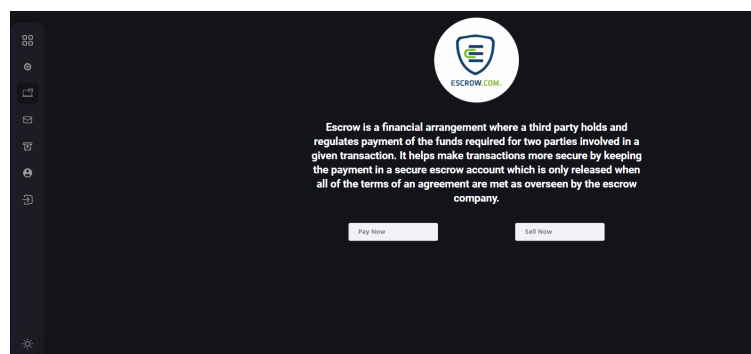 ESCROW.COM
Escrow is a financial arrangement where a third party holds and
regulates payment of the funds required for two parties involved in a
given transaction. It helps make transactions more secure by keeping
the payment in a secure escrow account which is only released when
all of the terms of an agreement are met as overseen by the escrow
company.
Pay Now
Sell Now